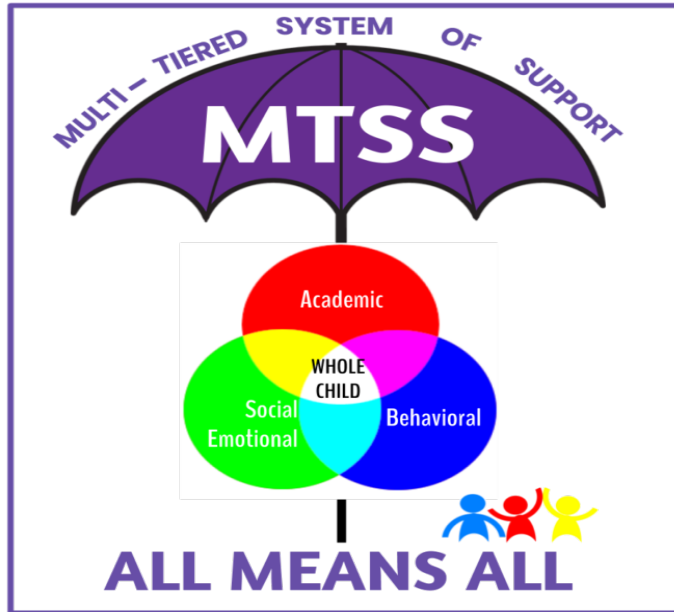 MULTI – TIERED SYSTEM OF SUPPORT
MTSS
Academic
WHOLE
CHILD
Social
Emotional
Behavioral
ALL MEANS ALL